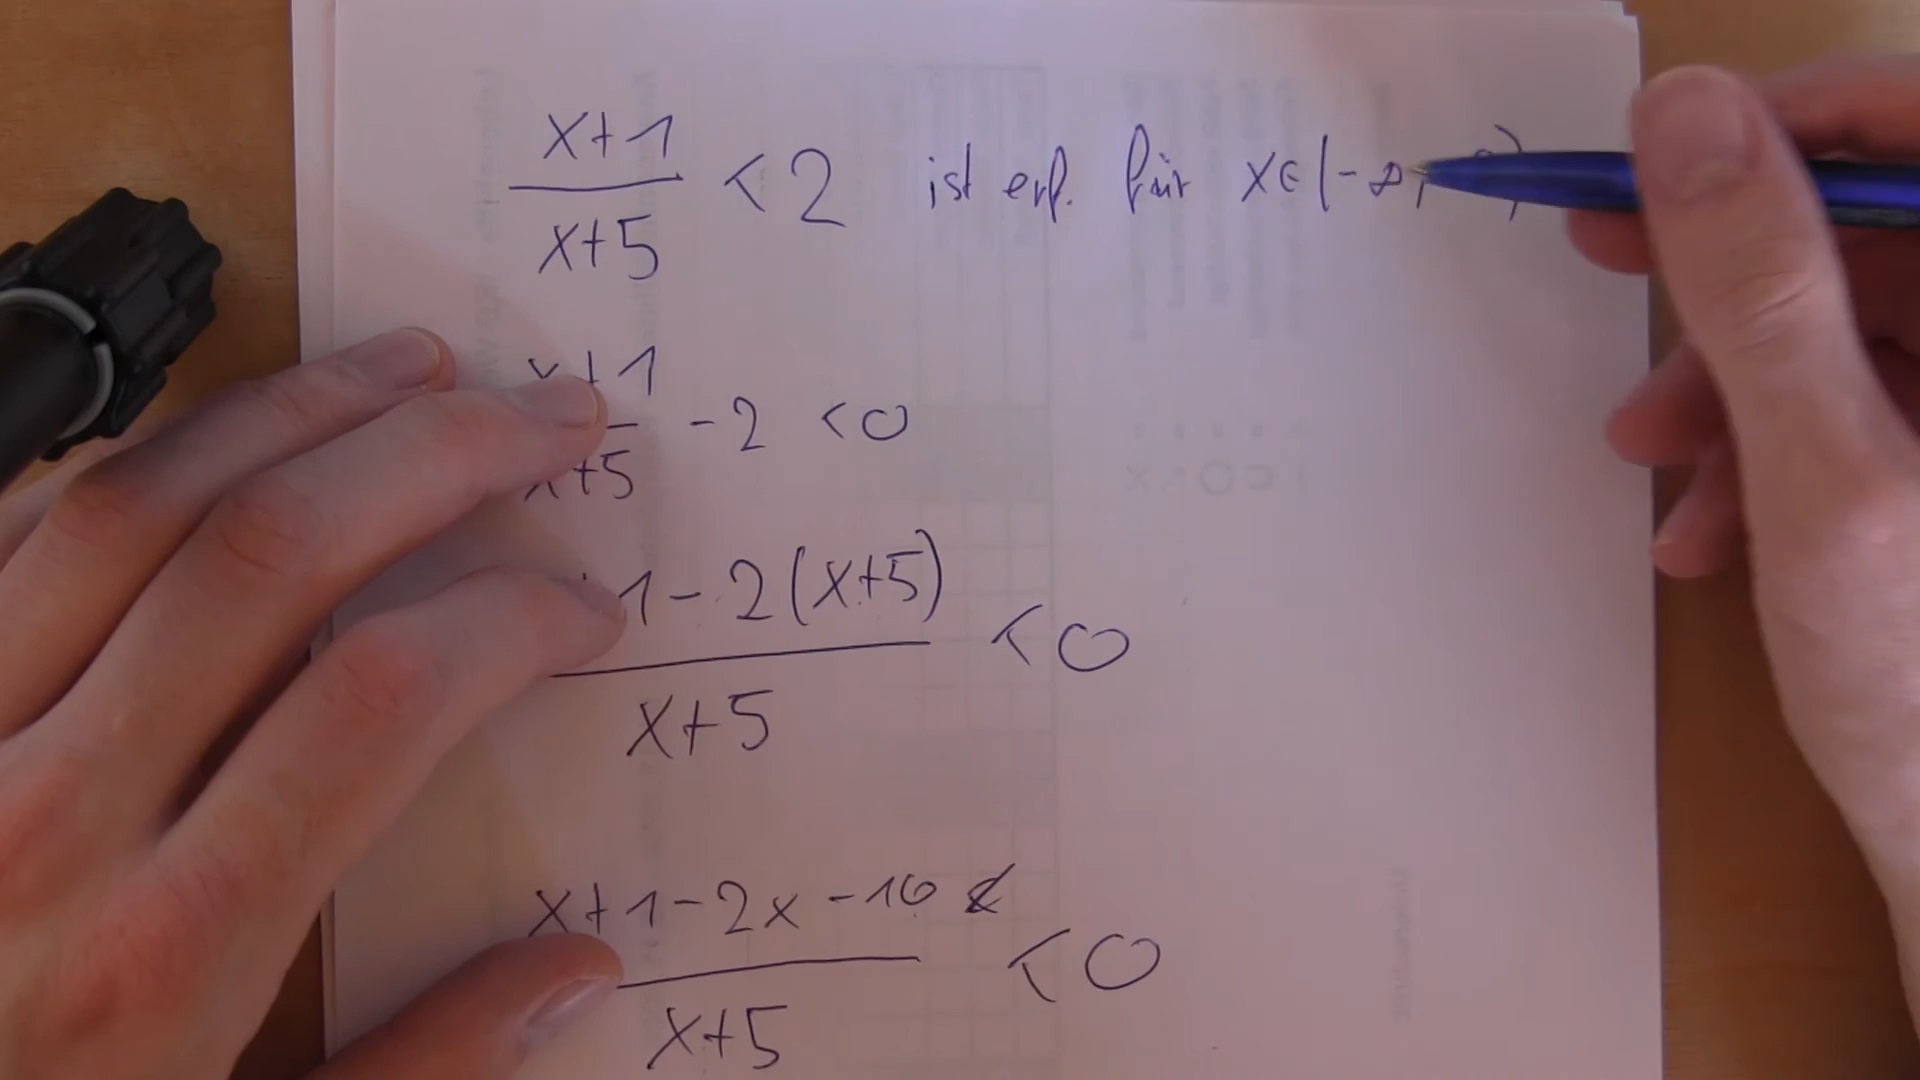 x+1/x+5 < 2 ist erf. für x∈(-∞,
x+1/x+5 - 2 < 0
1 - 2(x+5)/x+5 < 0
x+1-2x-10/x+5 < 0